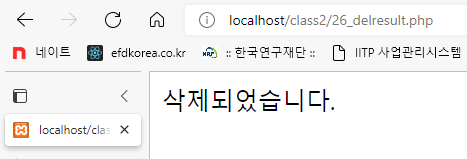 localhost/class2/26_delresult.php
네이트 efdkorea.co.kr NRF :: 한국연구재단 :: IITP 사업관리시스템
localhost/clas
삭제되었습니다.